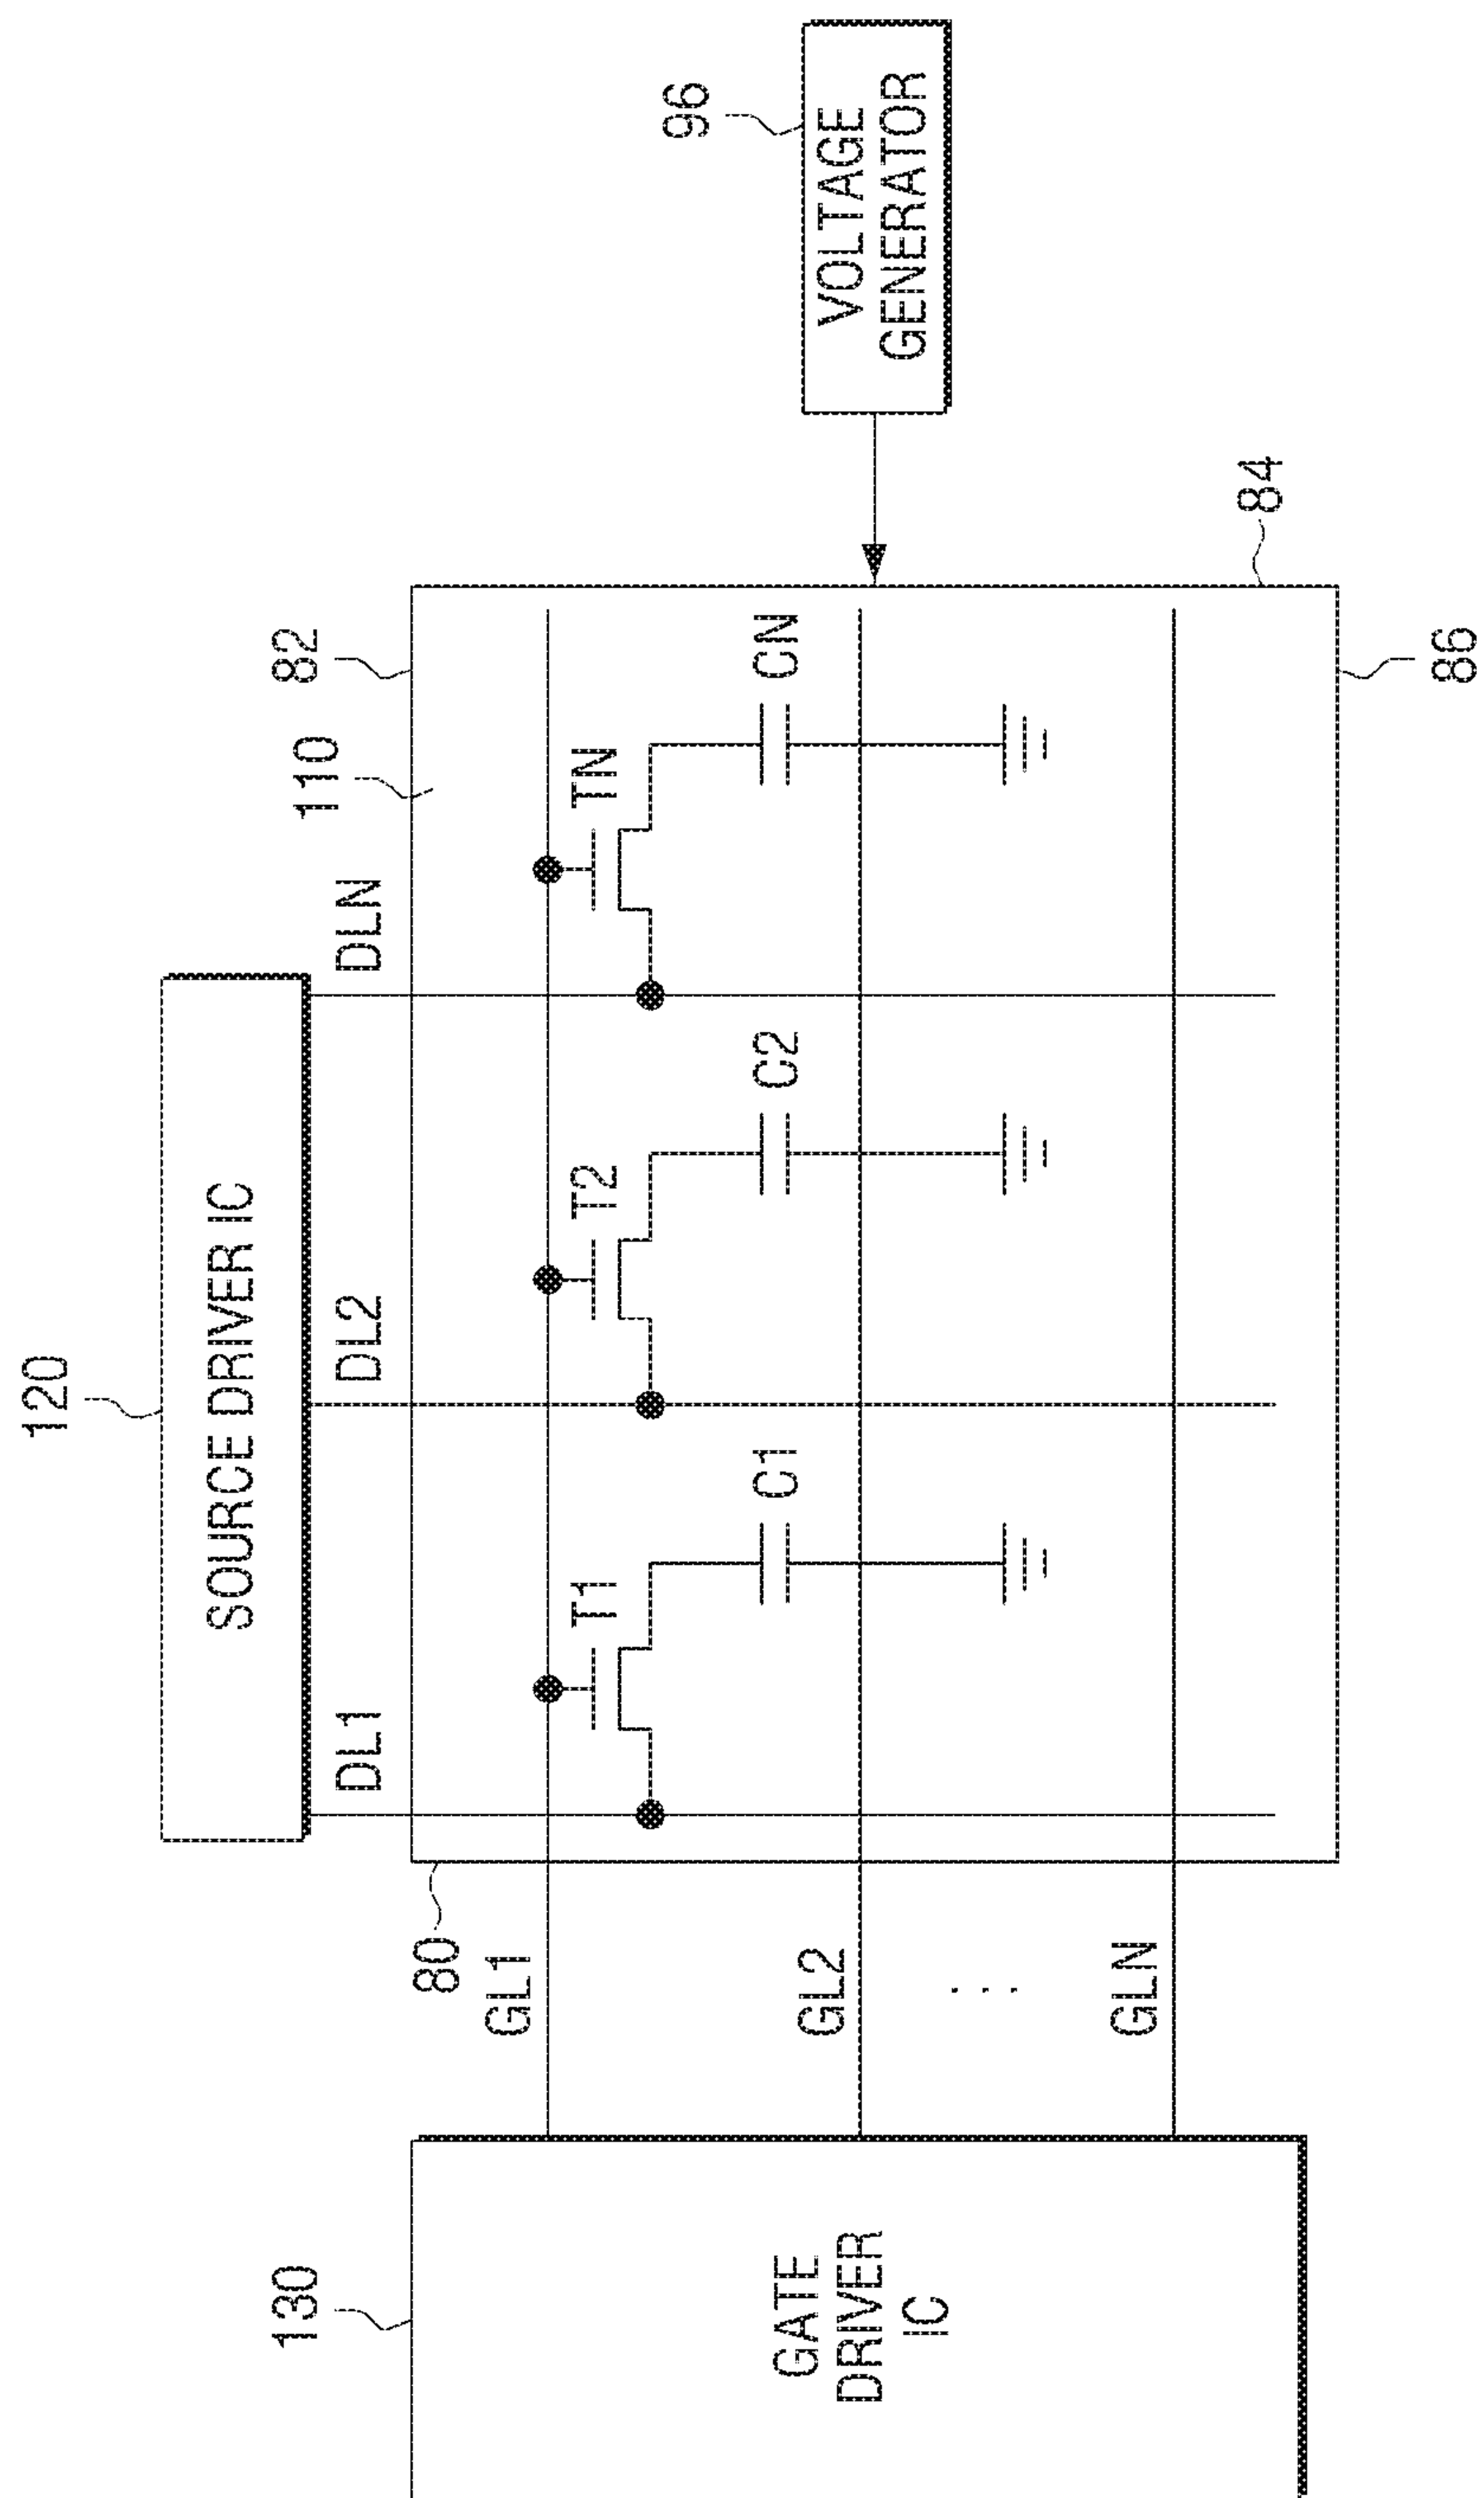 120
SOURCE DRIVER IC
130
82
110
96
DL1
DL2
DLN
80
GL1
T1
T2
TN
C1
C2
CN
GATE
DRIVER
IC
GL2
VOLTAGE
GENERATOR
⋮
GLN
84
86